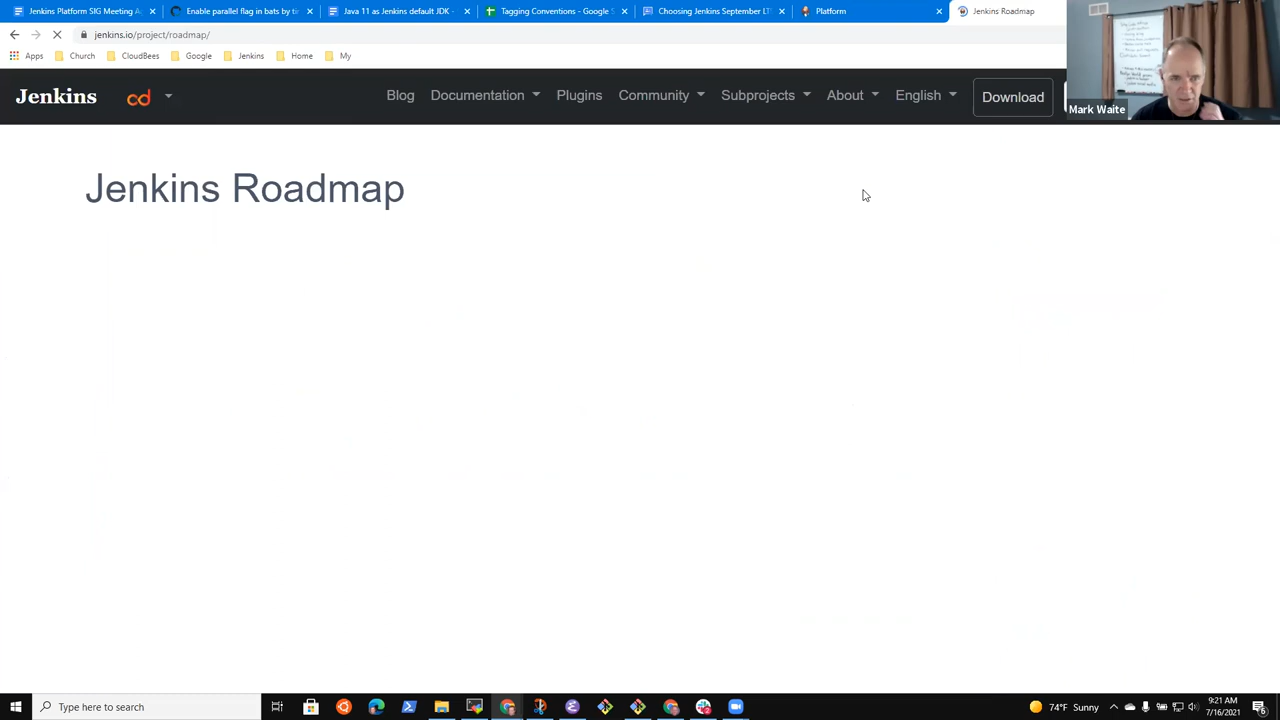 Jenkins Platform SIG Meeting A
Enable parallel flag in bats by ti
Java 11 as Jenkins default JDK -
Tagging Conventions - Google S
Choosing Jenkins September LT
Platform
Jenkins Roadmap
jenkins.io/project/roadmap/
Apps
Church
CloudBees
Google
Jenkins
Home
My
Jenkins
cd
Blog
Documentation
Plugins
Community
Subprojects
About
English
Download
Mark Waite
Jenkins Roadmap
Type here to search
74°F Sunny
9:21 AM
7/16/2021